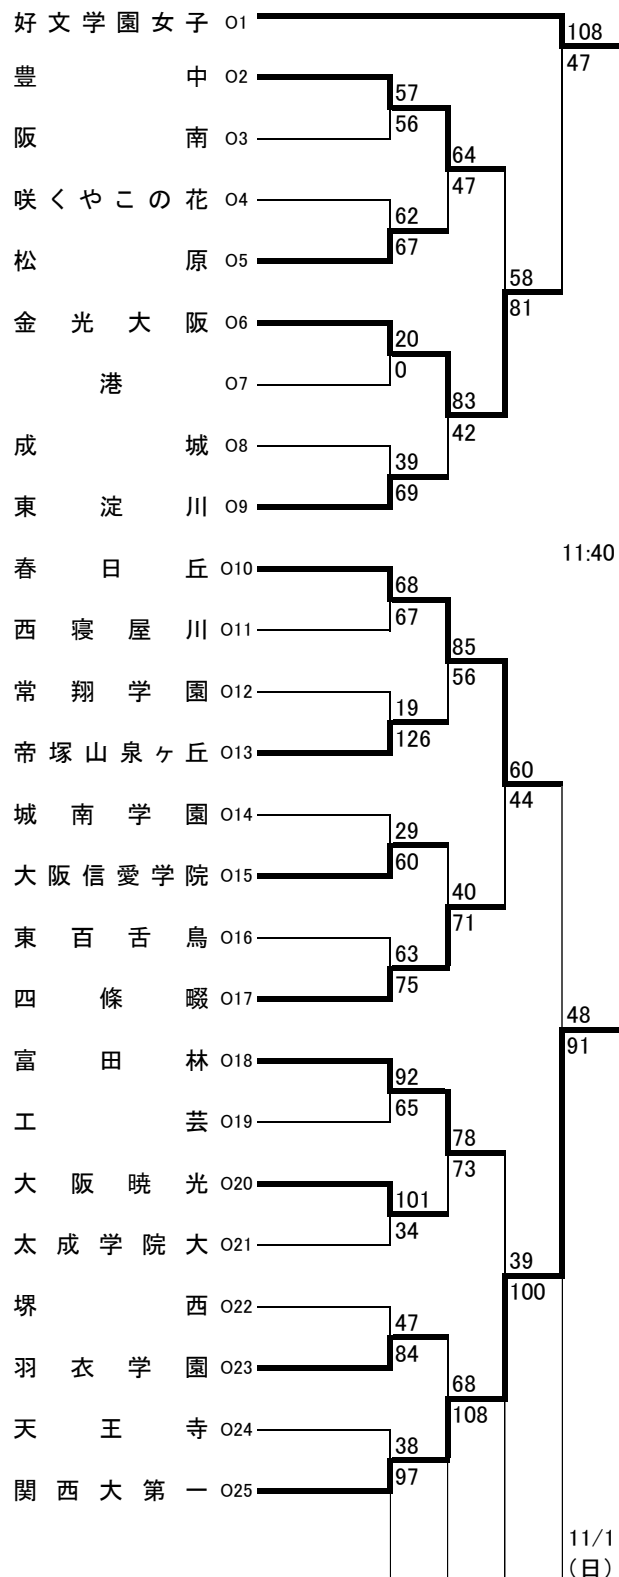 好文学園女子 O1
108
47
豊中 O2
57
56
阪南 O3
64
47
咲くやこの花 O4
62
67
松原 O5
58
81
金光大阪 O6
20
0
港 O7
83
42
成城 O8
39
69
東淀川 O9
11:40
春日丘 O10
68
67
西寝屋川 O11
85
56
常翔学園 O12
19
126
帝塚山泉ヶ丘 O13
60
44
城南学園 O14
29
60
大阪信愛学院 O15
40
71
東百舌鳥 O16
63
75
四條畷 O17
48
91
富田林 O18
92
65
工芸 O19
78
73
大阪暁光 O20
101
34
太成学院大 O21
39
100
堺西 O22
47
84
羽衣学園 O23
68
108
天王寺 O24
38
97
関西大第一 O25
11/1
（日）